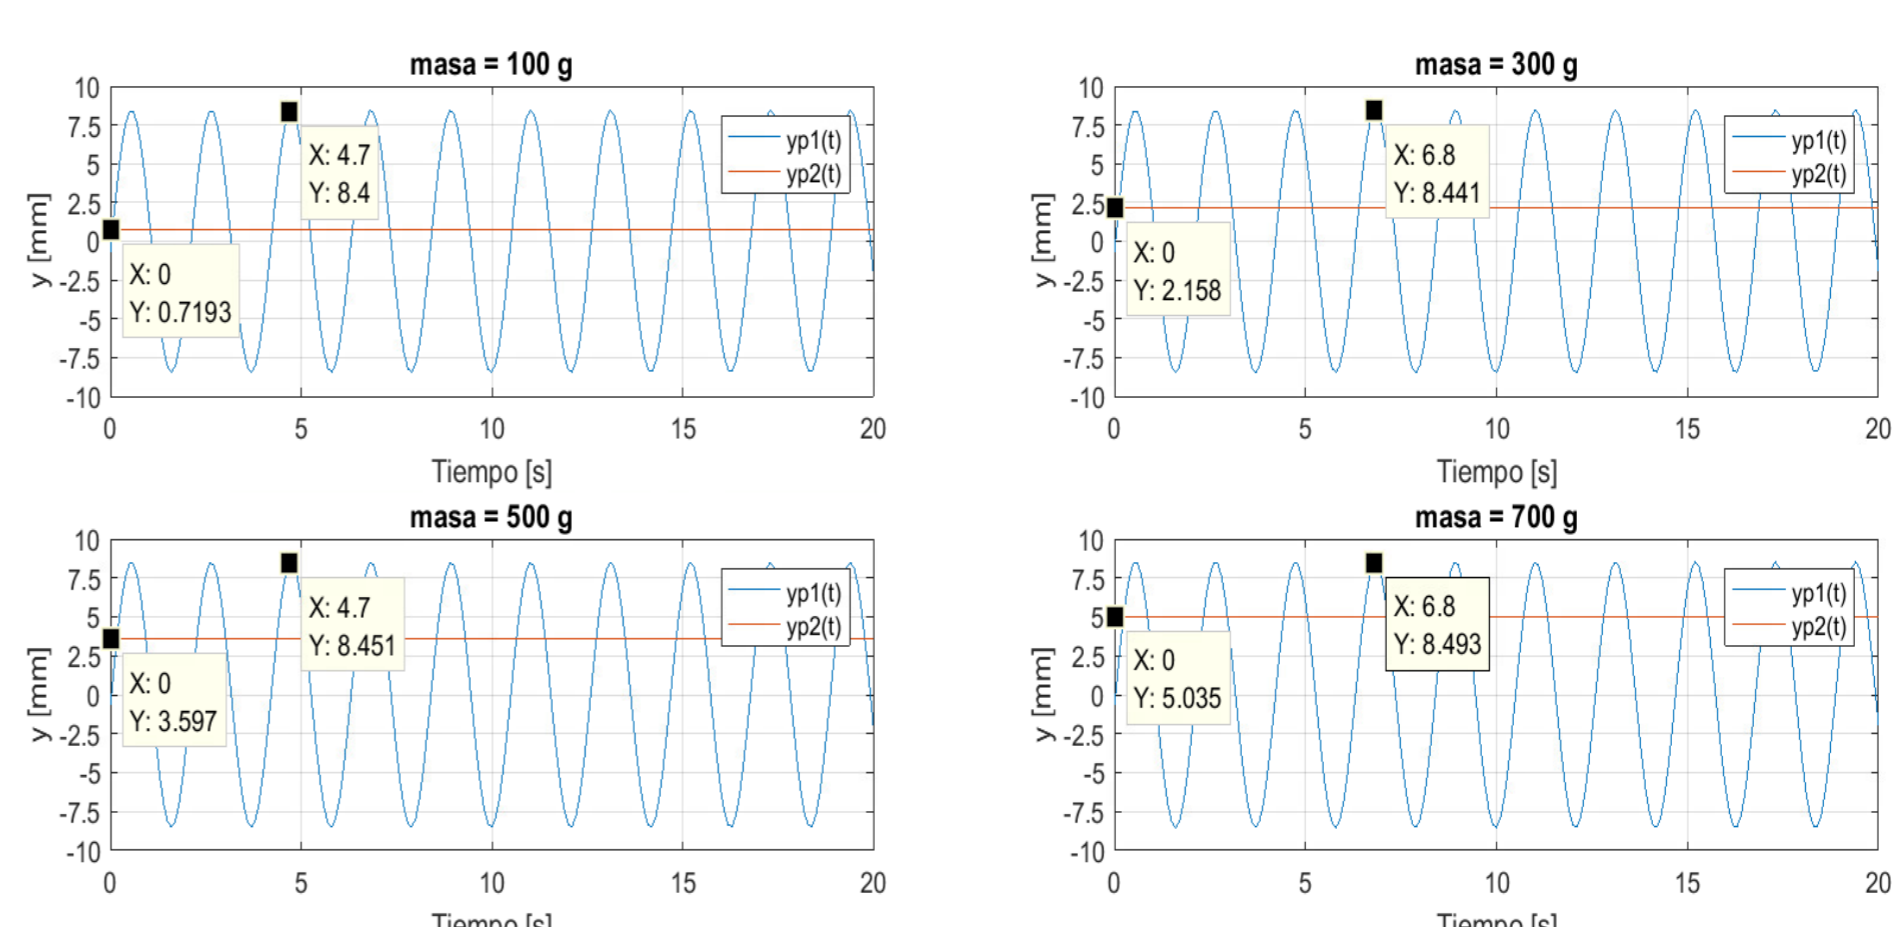 masa = 100 g
10
7.5
5
2.5
0
-2.5
-5
-7.5
-10
y [mm]
X: 4.7
Y: 8.4
X: 0
Y: 0.7193
yp1(t)
yp2(t)
0 5 10 15 20
Tiempo [s]
masa = 300 g
10
7.5
5
2.5
0
-2.5
-5
-7.5
-10
y [mm]
X: 6.8
Y: 8.441
X: 0
Y: 2.158
yp1(t)
yp2(t)
0 5 10 15 20
Tiempo [s]
masa = 500 g
10
7.5
5
2.5
0
-2.5
-5
-7.5
-10
y [mm]
X: 4.7
Y: 8.451
X: 0
Y: 3.597
yp1(t)
yp2(t)
0 5 10 15 20
Tiempo [s]
masa = 700 g
10
7.5
5
2.5
0
-2.5
-5
-7.5
-10
y [mm]
X: 6.8
Y: 8.493
X: 0
Y: 5.035
yp1(t)
yp2(t)
0 5 10 15 20
Tiempo [s]